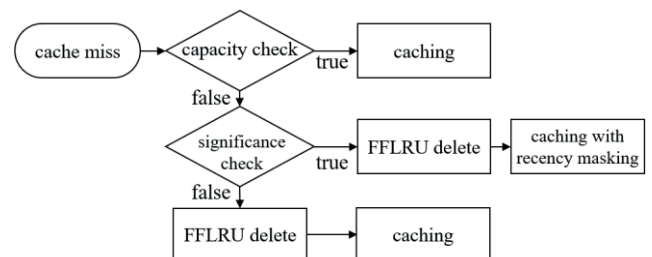 cache miss
capacity check
true
caching
false
significance
check
true
FFLRU delete
caching with
recency masking
false
FFLRU delete
caching